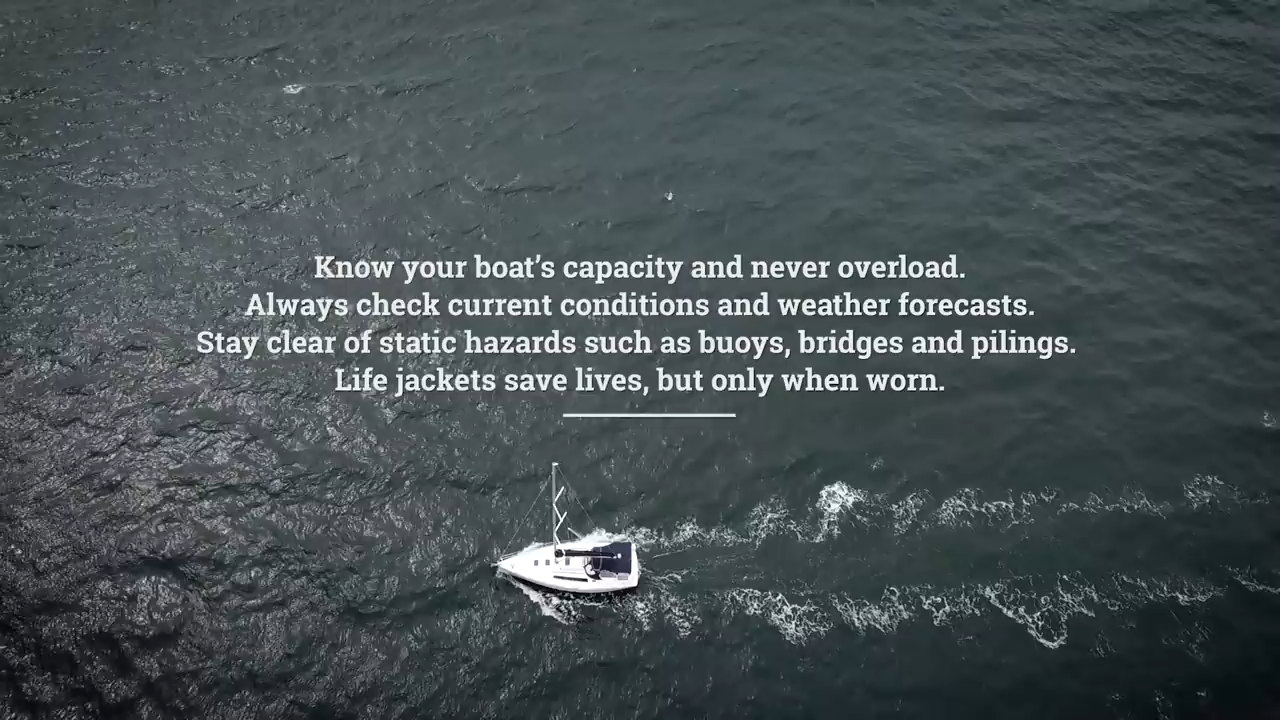 Know your boat’s capacity and never overload.
Always check current conditions and weather forecasts.
Stay clear of static hazards such as buoys, bridges and pilings.
Life jackets save lives, but only when worn.